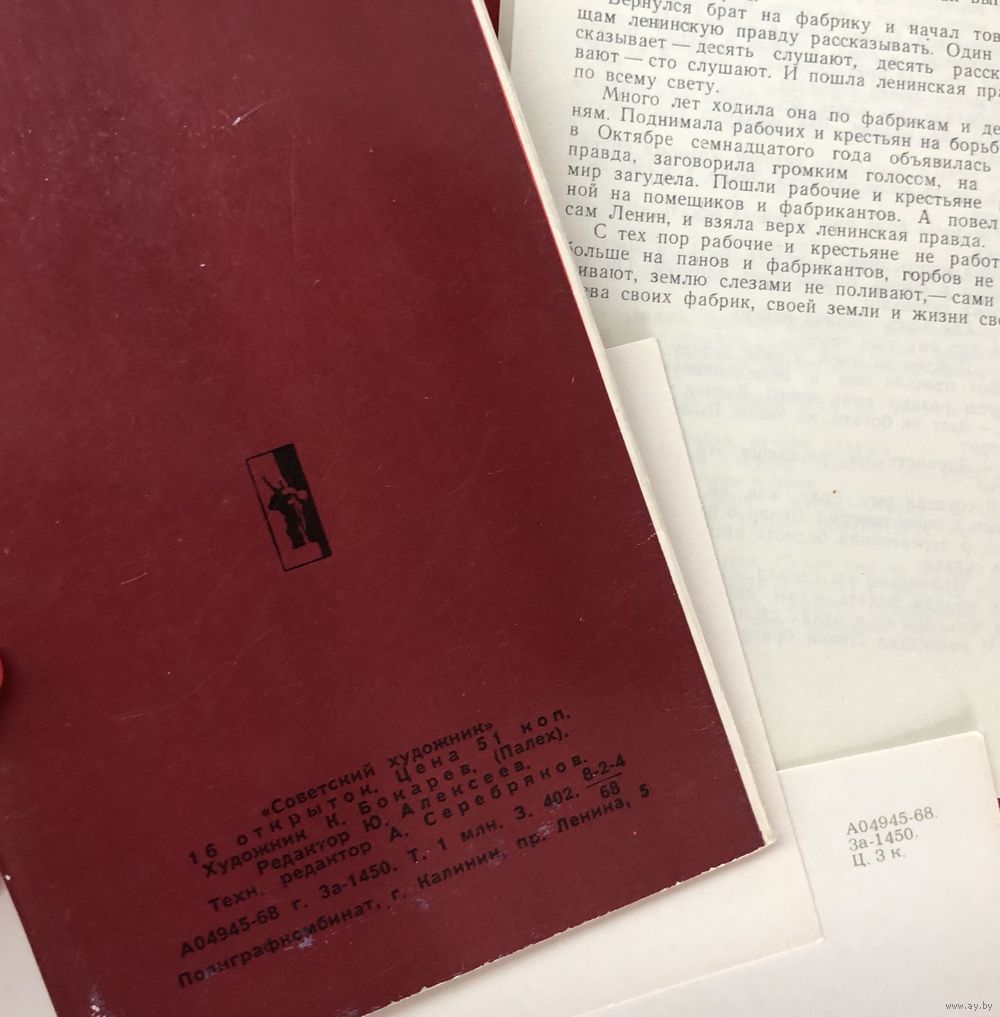 Вернулся брат на фабрику и начал тов
щам ленинскую правду рассказывать. Один
сказывает — десять слушают, десять расск
вают — сто слушают. И пошла ленинская пра
по всему свету.
Много лет ходила она по фабрикам и де
ням. Поднимала рабочих и крестьян на борьб
в Октябре семнадцатого года объявилась
правда, заговорила громким голосом, на
мир загудела. Пошли рабочие и крестьяне
ной на помещиков и фабрикантов. А повел
сам Ленин, и взяла верх ленинская правда.
С тех пор рабочие и крестьяне не работ
больше на панов и фабрикантов, горбов не
ивают, землю слезами не поливают,— сами
ева своих фабрик, своей земли и жизни сво
«Советский художник»
16 открыток. Цена 51 коп.
Художник К. Бокарев. (Палех).
Редактор Ю. Алексеев.
Техн. редактор А. Серебряков.
А04945-68 г. За-1450. Т. 1 млн. З. 402. 8-2-4/68
Полиграфкомбинат, г. Калинин, пр. Ленина, 5
А04945-68.
За-1450.
Ц. 3 к.
www.ay.by